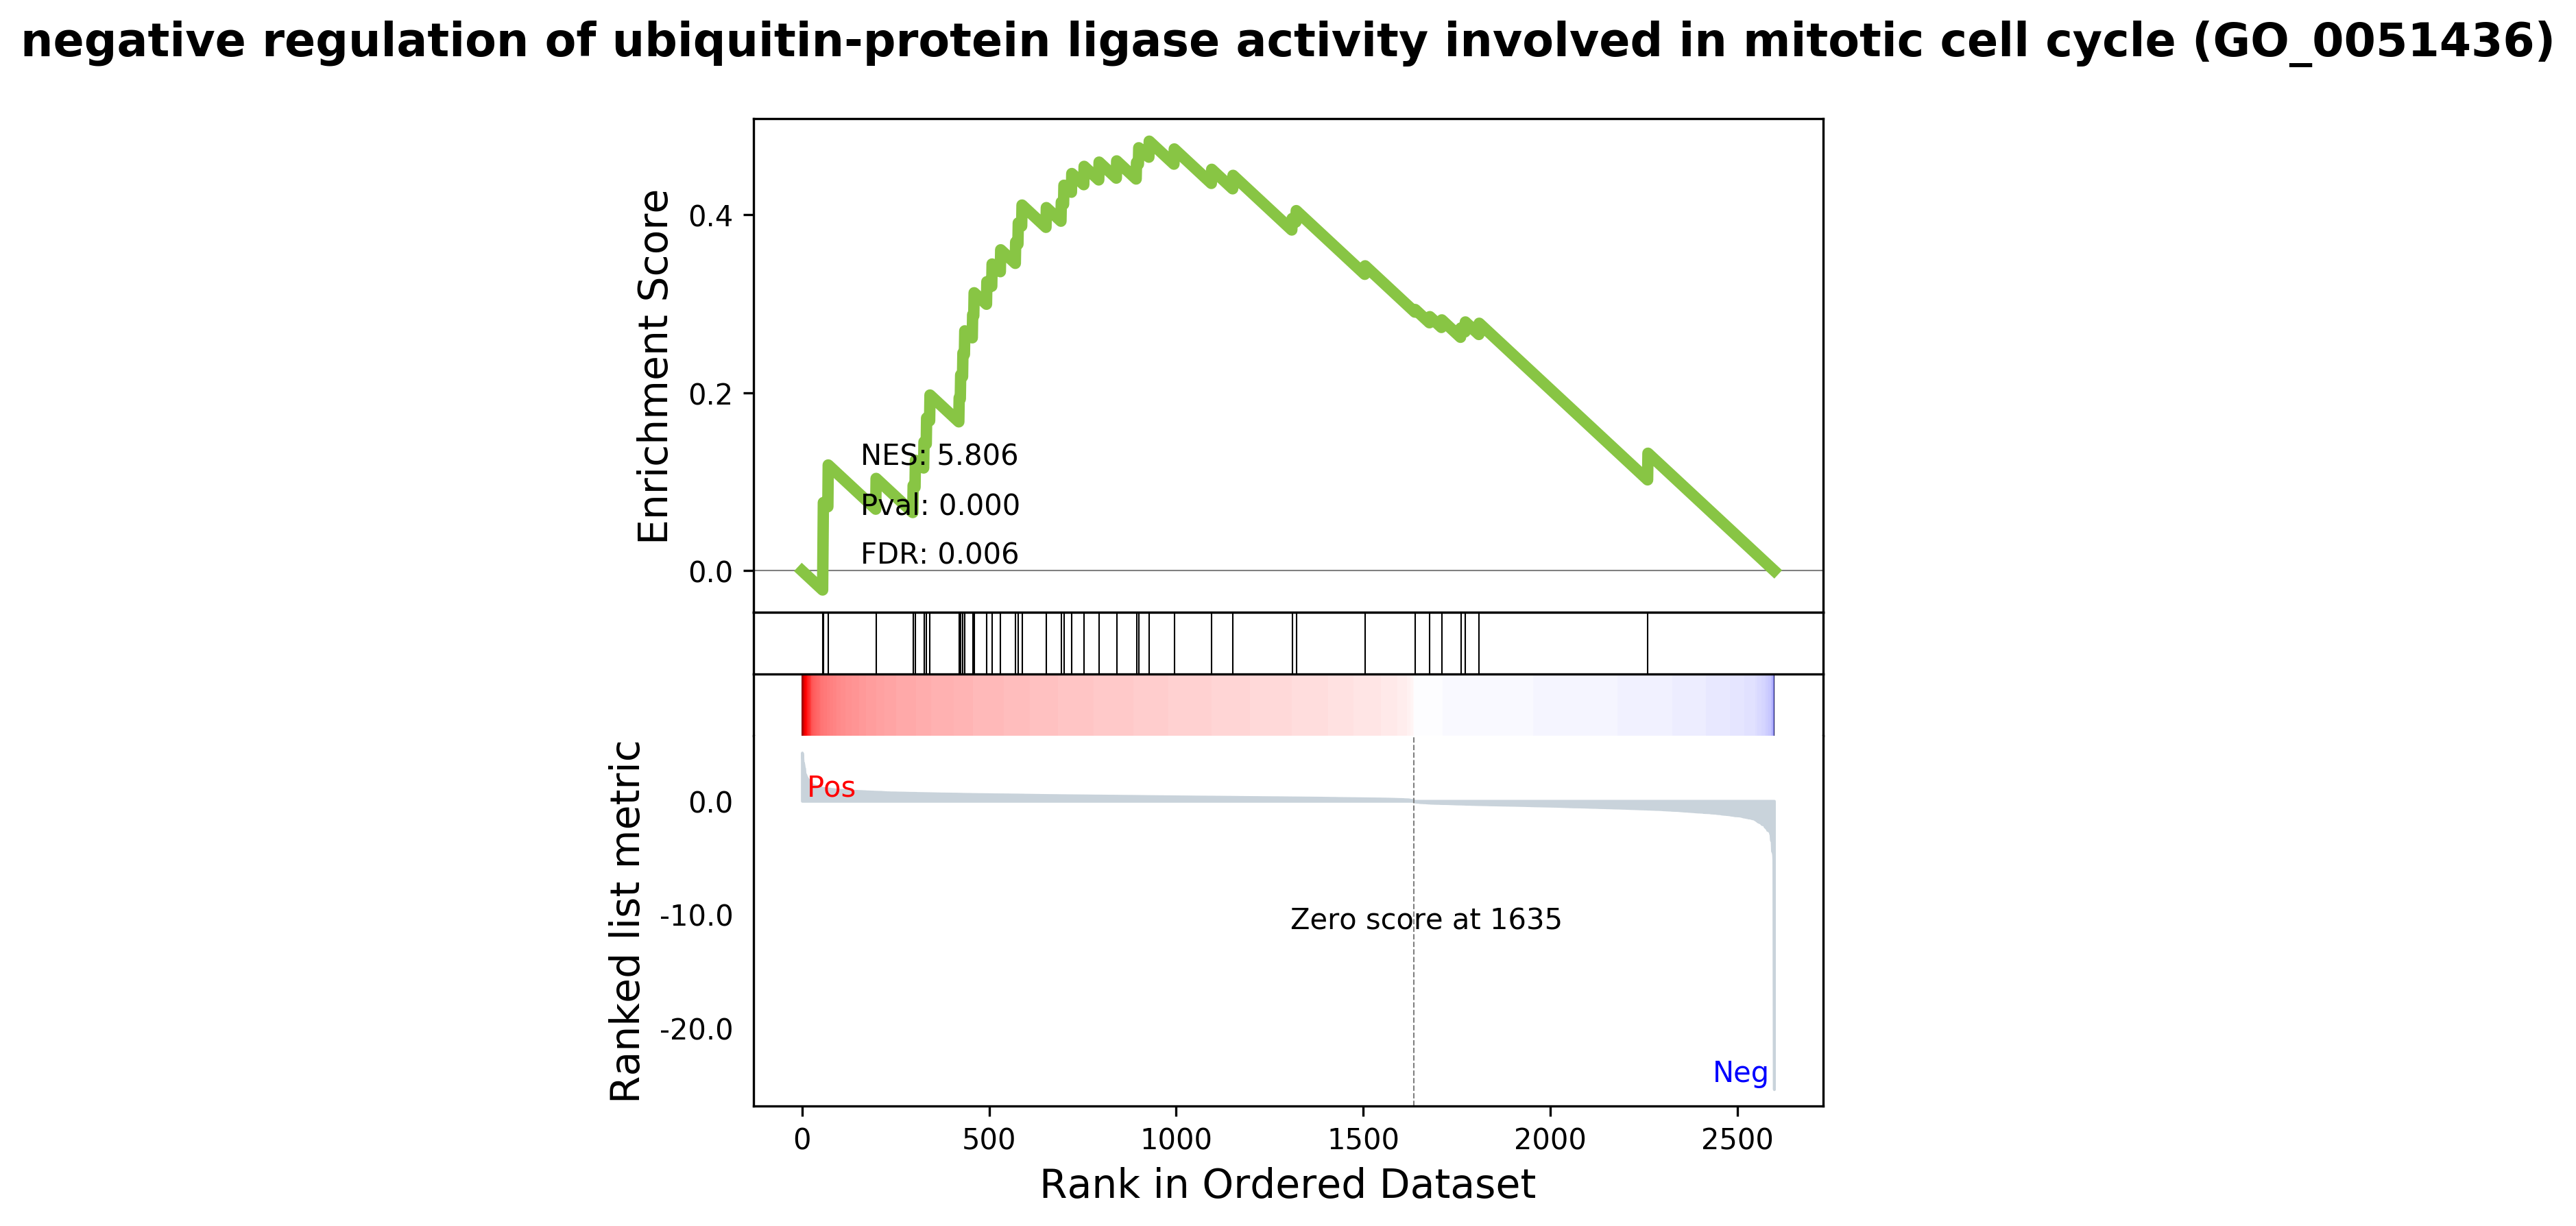 negative regulation of ubiquitin-protein ligase activity involved in mitotic cell cycle (GO_0051436)
Enrichment Score
0.4
0.2
0.0
NES: 5.806
Pval: 0.000
FDR: 0.006
Ranked list metric
0.0
-10.0
-20.0
Pos
Zero score at 1635
Neg
0 500 1000 1500 2000 2500
Rank in Ordered Dataset